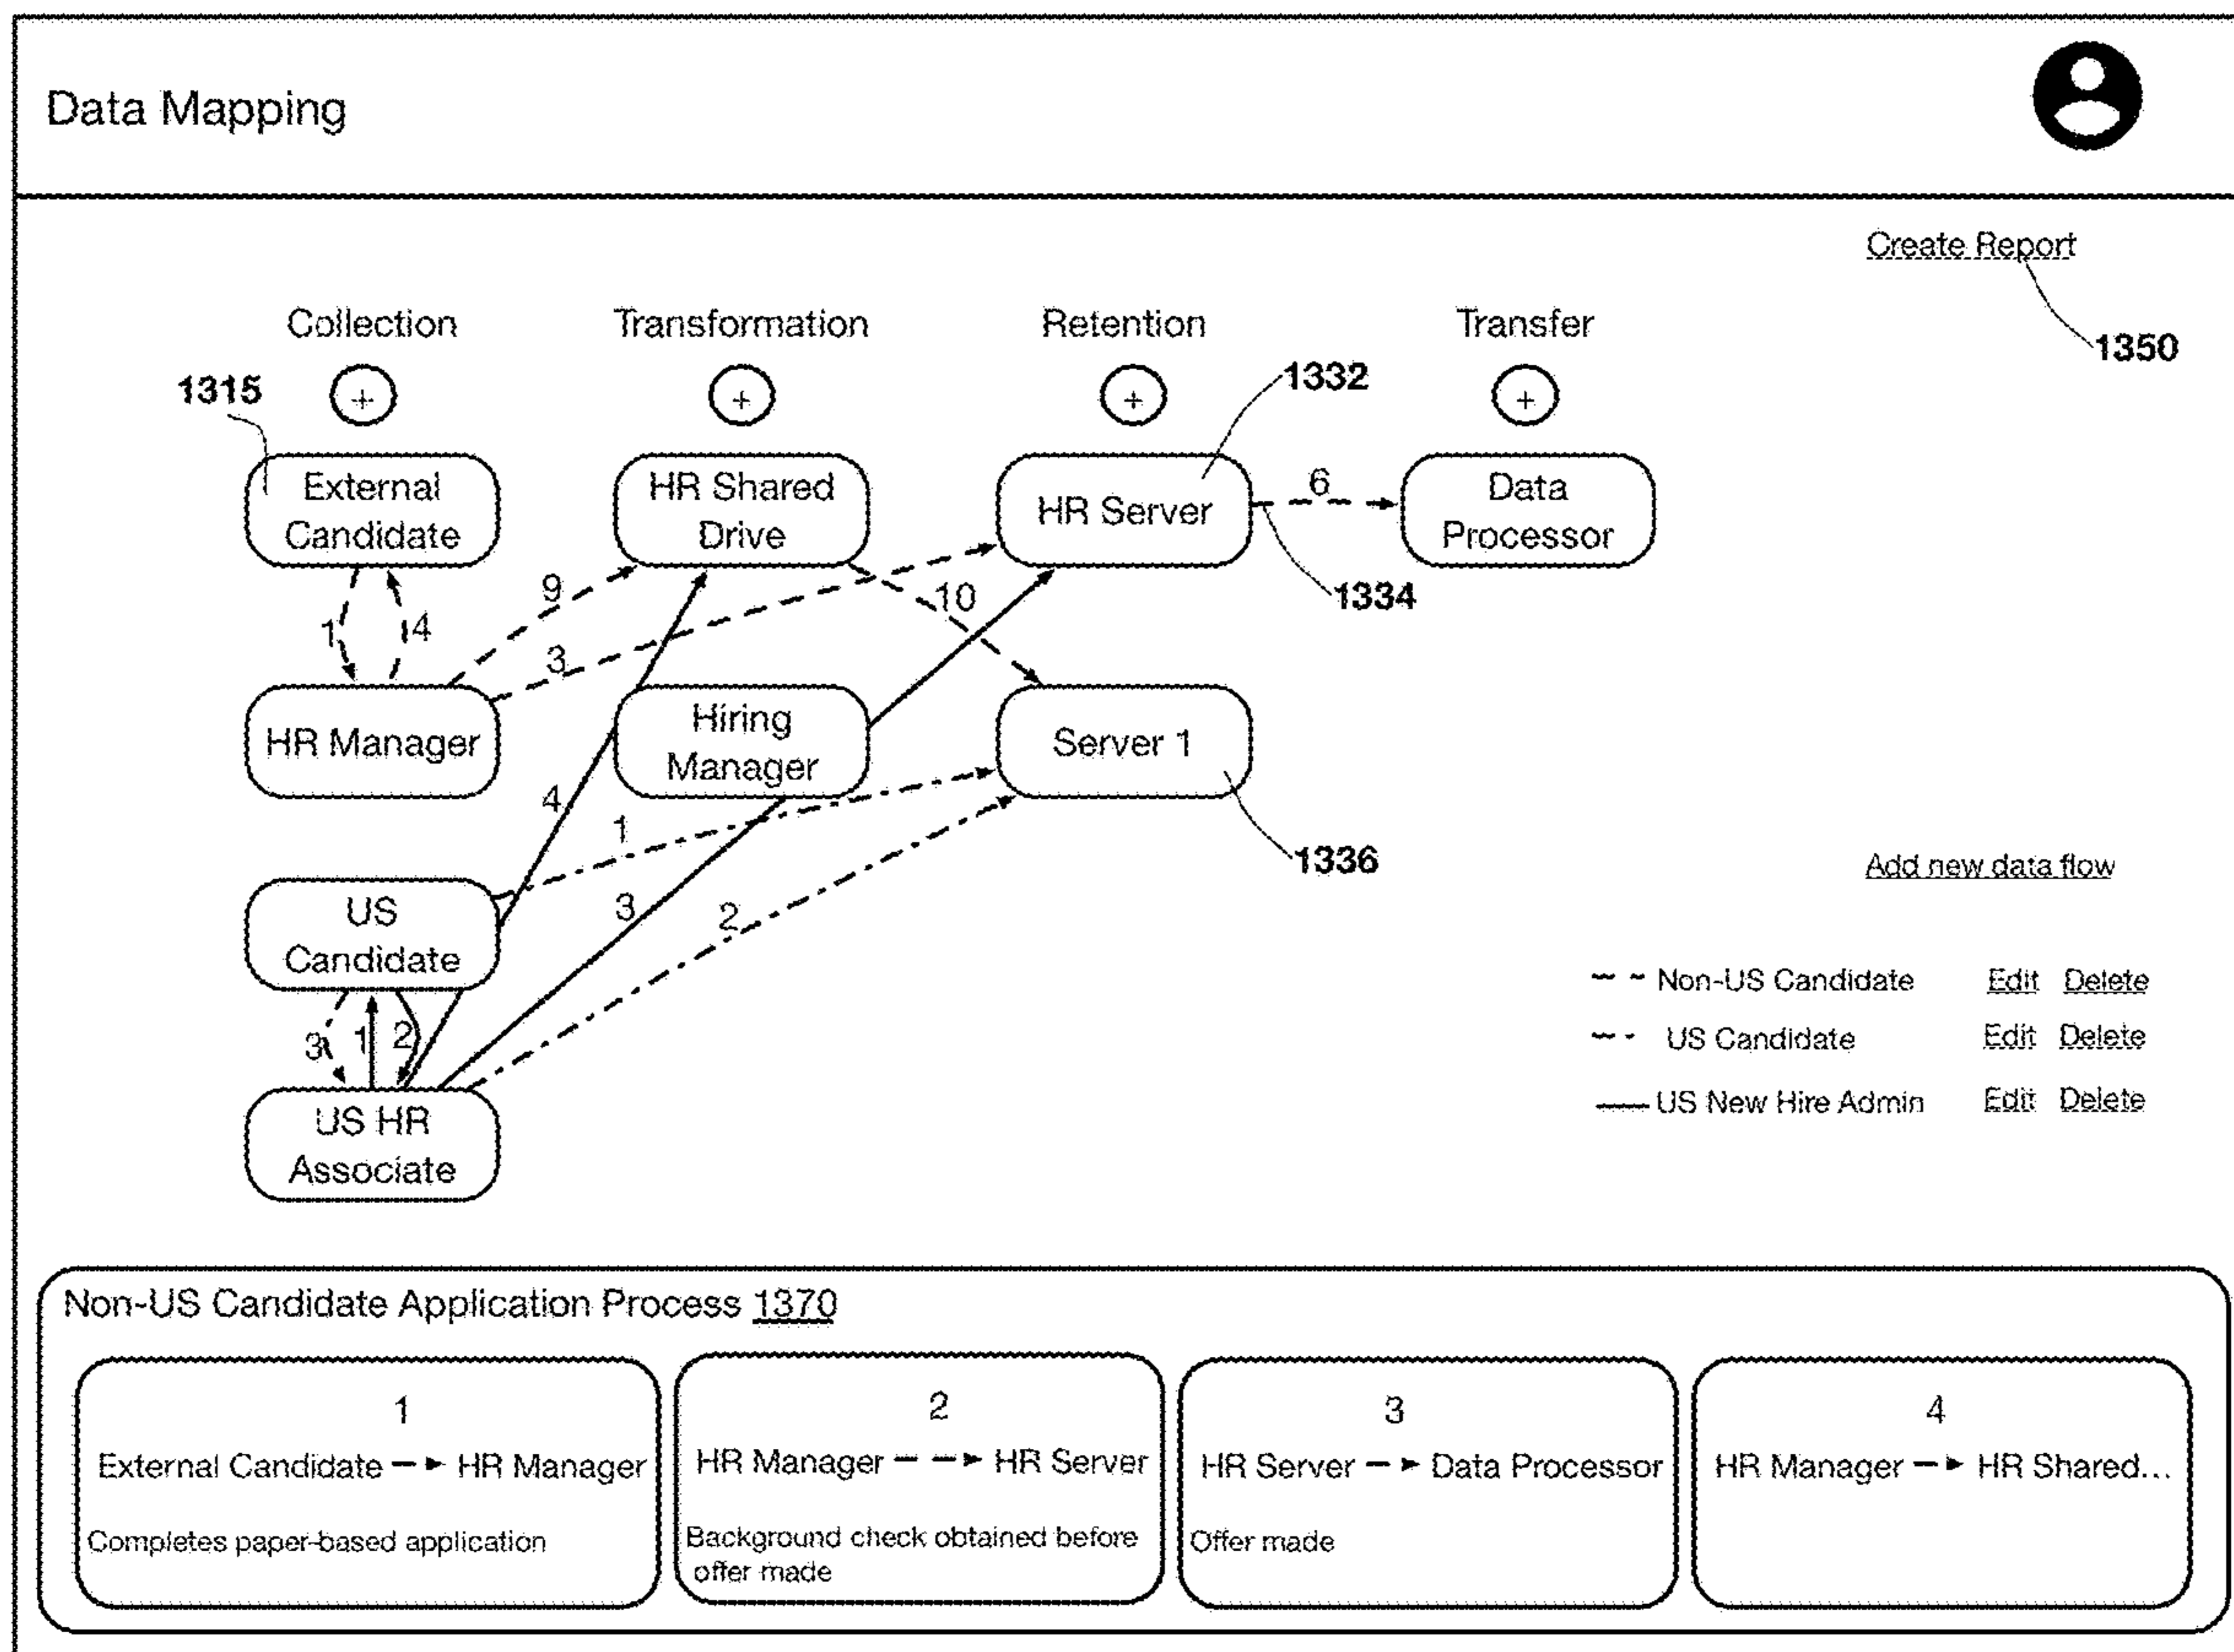 Data Mapping
Create Report
1350
Collection
Transformation
Retention
Transfer
+
+
+
+
1315
1332
External
Candidate
HR Shared
Drive
HR Server
6
Data
Processor
1334
9
10
1
4
3
HR Manager
Hiring
Manager
Server 1
4
1
1336
Add new data flow
US
Candidate
3
2
Non-US Candidate Edit Delete
US Candidate Edit Delete
US New Hire Admin Edit Delete
3
1
2
US HR
Associate
Non-US Candidate Application Process 1370
1
External Candidate HR Manager
Completes paper-based application
2
HR Manager HR Server
Background check obtained before
offer made
3
HR Server Data Processor
Offer made
4
HR Manager HR Shared...